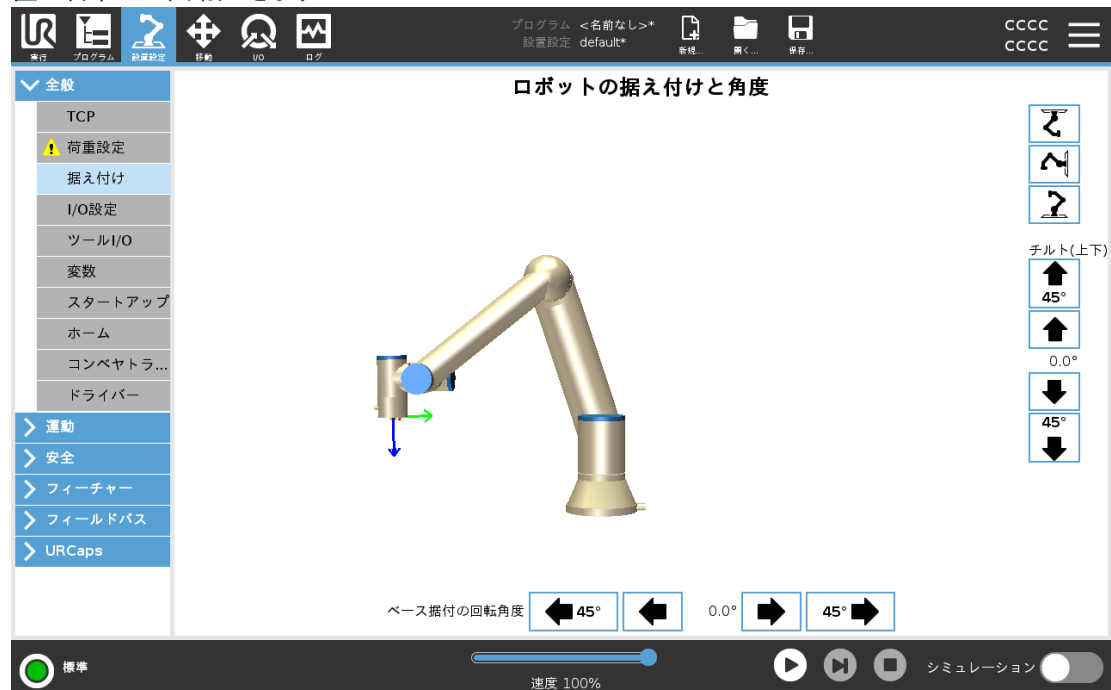 プログラム <名前なし>*
設置設定 default*
実行 プログラム 設置設定 移動 I/O ログ
新規... 開く... 保存...
CCCC
CCCC
全般
TCP
荷重設定
据え付け
I/O設定
ツールI/O
変数
スタートアップ
ホーム
コンベヤトラ...
ドライバー
運動
安全
フィーチャー
フィールドバス
URCaps
ロボットの据え付けと角度
チルト(上下)
45°
0.0°
45°
ベース据付の回転角度 45° 0.0° 45°
標準
速度 100%
シミュレーション